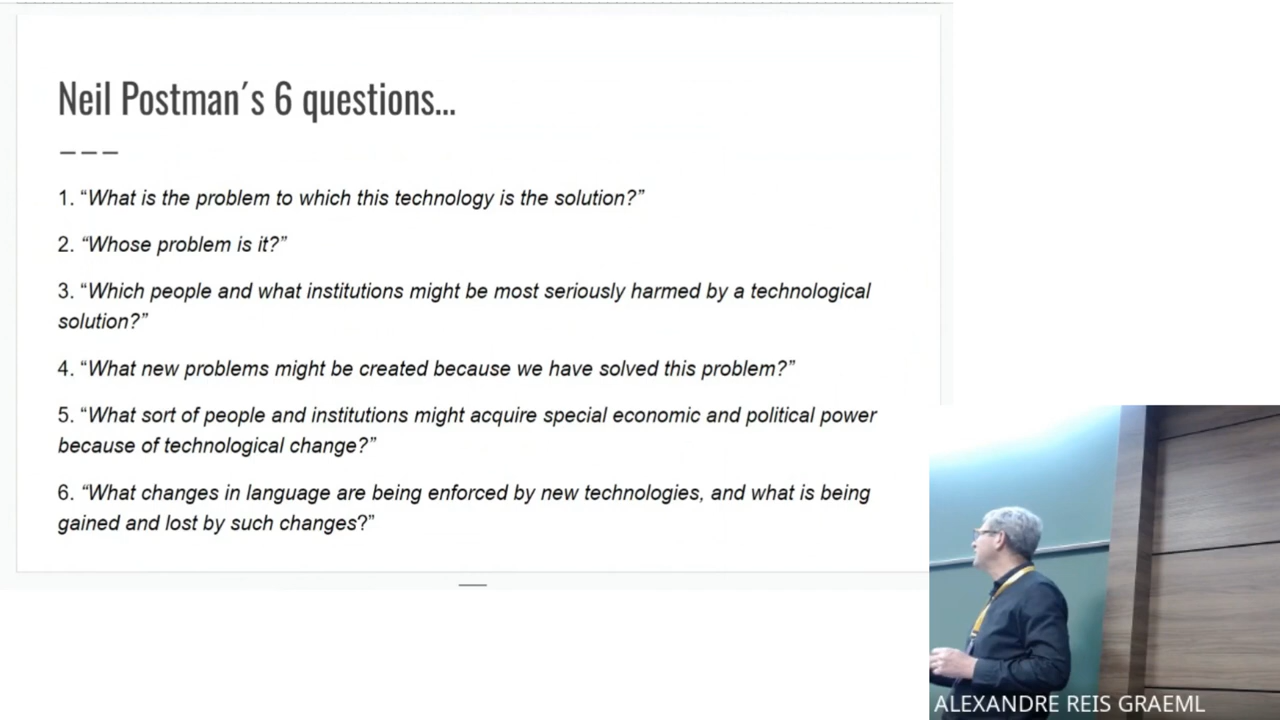 Neil Postman´s 6 questions...
1. “What is the problem to which this technology is the solution?”
2. “Whose problem is it?”
3. “Which people and what institutions might be most seriously harmed by a technological
solution?”
4. “What new problems might be created because we have solved this problem?”
5. “What sort of people and institutions might acquire special economic and political power
because of technological change?”
6. “What changes in language are being enforced by new technologies, and what is being
gained and lost by such changes?”
ALEXANDRE REIS GRAEML